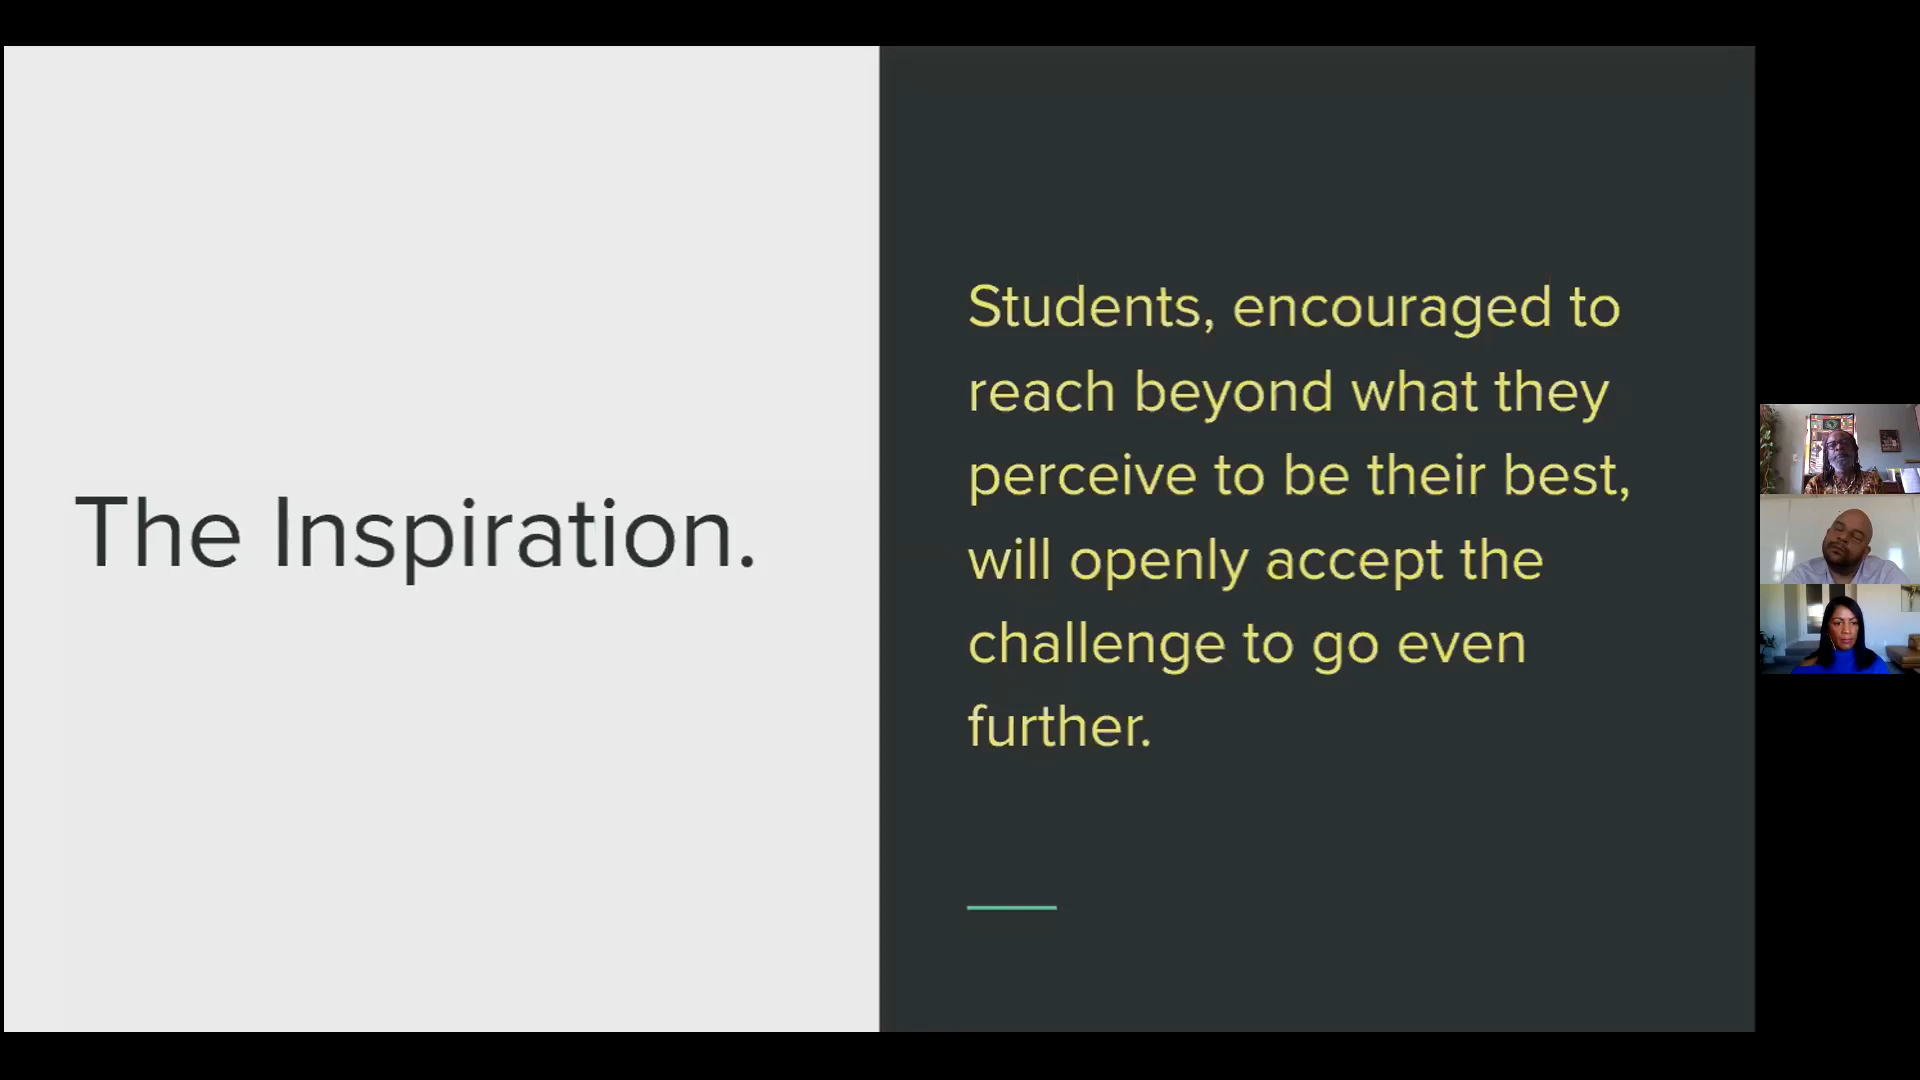 The Inspiration.
Students, encouraged to
reach beyond what they
perceive to be their best,
will openly accept the
challenge to go even
further.